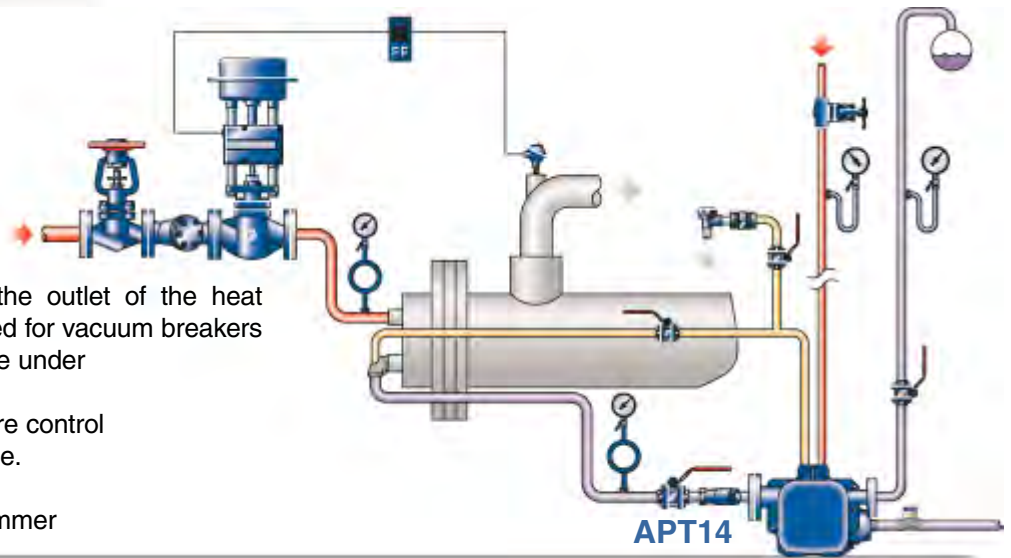 the outlet of the heat
ed for vacuum breakers
e under
re control
e.
mmer
APT14